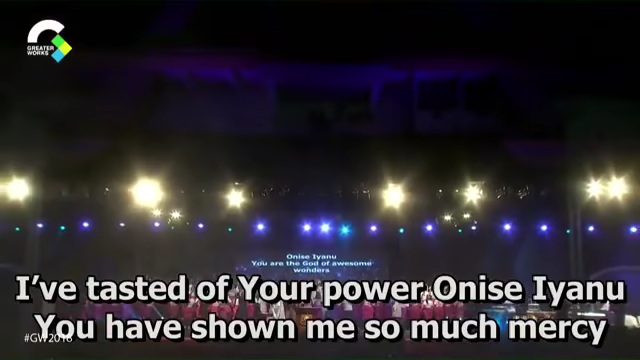 GREATER
WORKS
Onise Iyanu
You are the God of awesome
wonders
I've tasted of Your power Onise Iyanu
You have shown me so much mercy
#GW2016